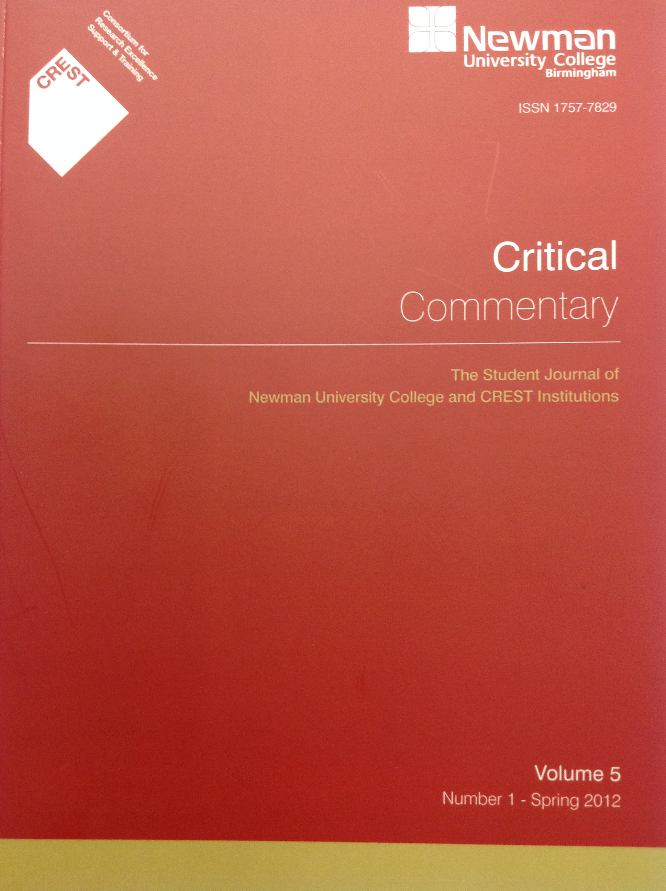 CREST
Consortium for
Research Excellence
Support & Training
Newman
University College
Birmingham
ISSN 1757-7829
Critical
Commentary
The Student Journal of
Newman University College and CREST Institutions
Volume 5
Number 1 - Spring 2012